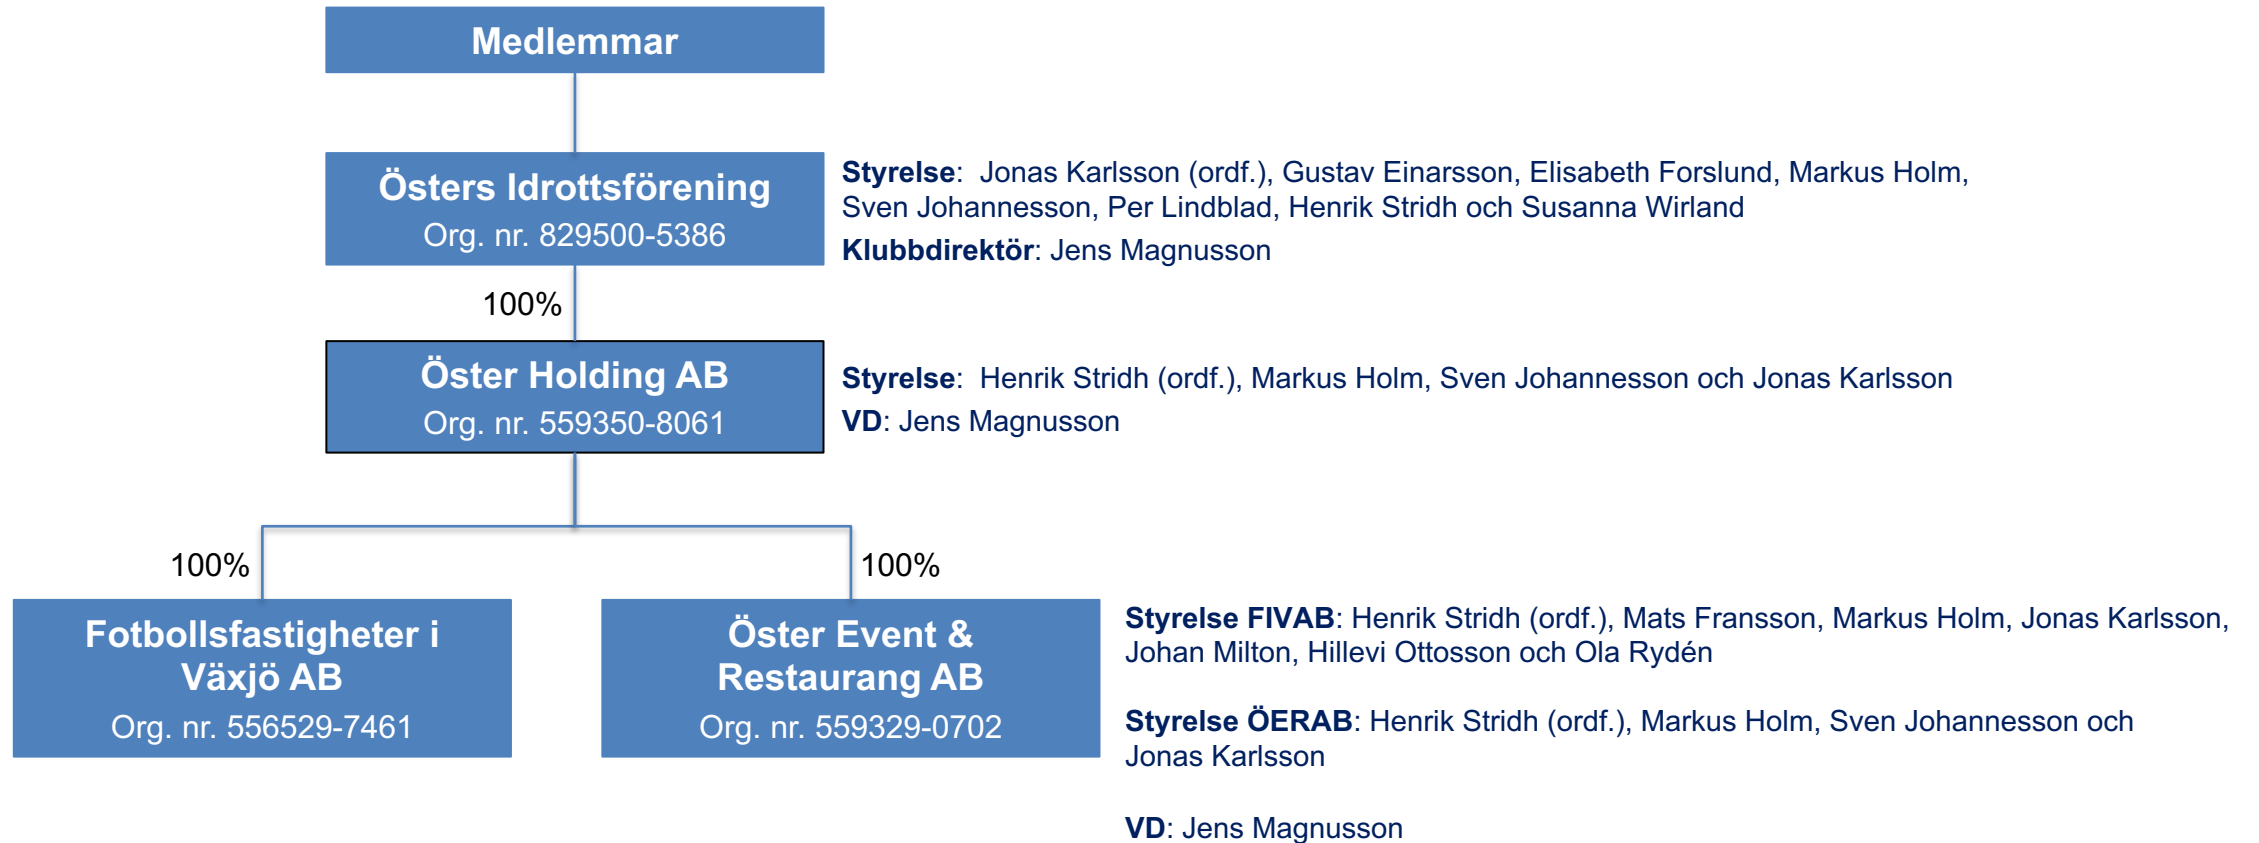 Medlemmar
Östers Idrottsförening
Org. nr. 829500-5386
Styrelse:  Jonas Karlsson (ordf.), Gustav Einarsson, Elisabeth Forslund, Markus Holm,
Sven Johannesson, Per Lindblad, Henrik Stridh och Susanna Wirland
Klubbdirektör: Jens Magnusson
100%
Öster Holding AB
Org. nr. 559350-8061
Styrelse:  Henrik Stridh (ordf.), Markus Holm, Sven Johannesson och Jonas Karlsson
VD: Jens Magnusson
100%
100%
Fotbollsfastigheter i
Växjö AB
Org. nr. 556529-7461
Öster Event &
Restaurang AB
Org. nr. 559329-0702
Styrelse FIVAB: Henrik Stridh (ordf.), Mats Fransson, Markus Holm, Jonas Karlsson,
Johan Milton, Hillevi Ottosson och Ola Rydén
Styrelse ÖERAB: Henrik Stridh (ordf.), Markus Holm, Sven Johannesson och
Jonas Karlsson
VD: Jens Magnusson